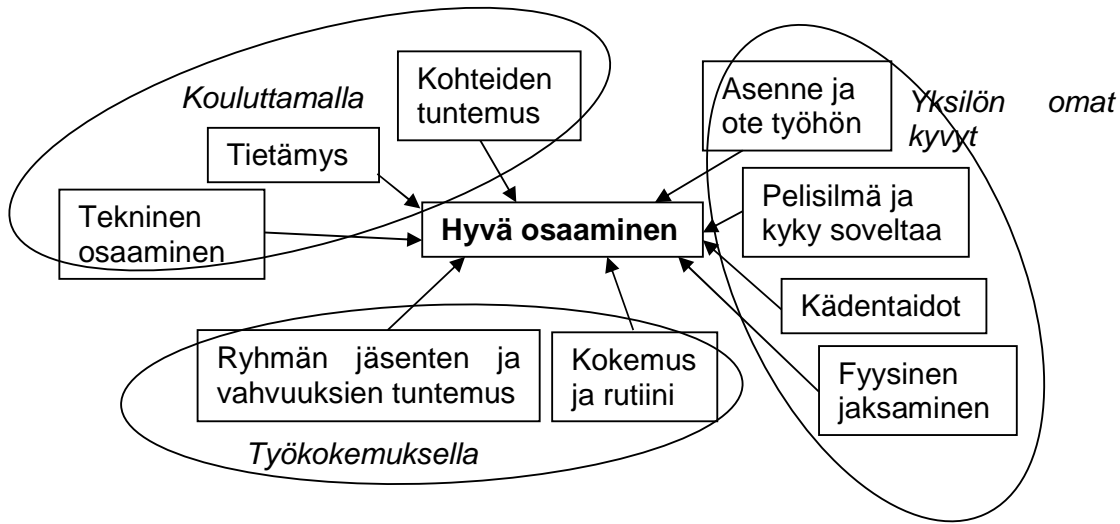 Kouluttamalla
Kohteiden
tuntemus
Tietämys
Tekninen
osaaminen
Asenne ja
ote työhön
Yksilön omat
kyvyt
Pelisilmä ja
kyky soveltaa
Hyvä osaaminen
Kädentaidot
Fyysinen
jaksaminen
Ryhmän jäsenten ja
vahvuuksien tuntemus
Kokemus
ja rutiini
Työkokemuksella